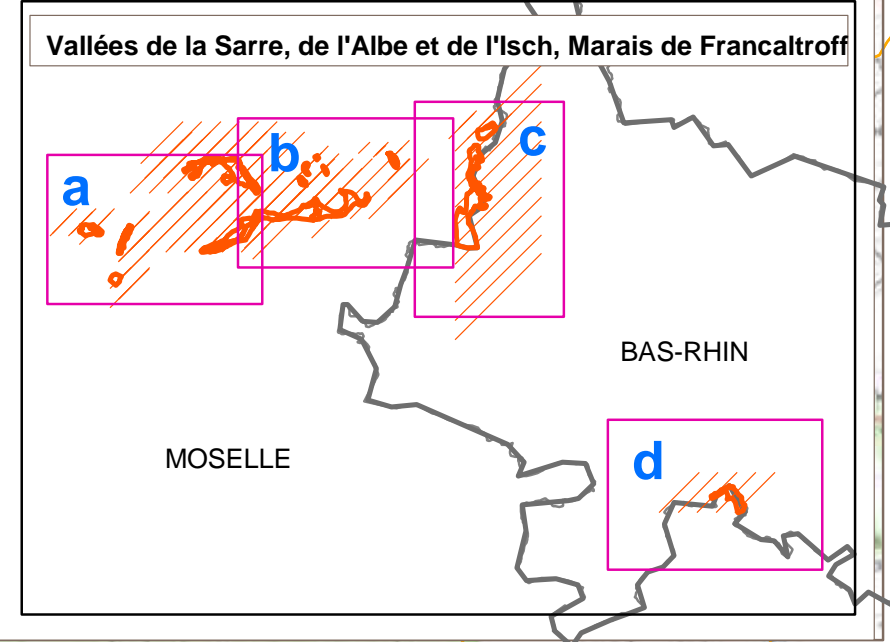 Vallées de la Sarre, de l'Albe et de l'Isch, Marais de Francaltroff
a
b
c
BAS-RHIN
MOSELLE
d